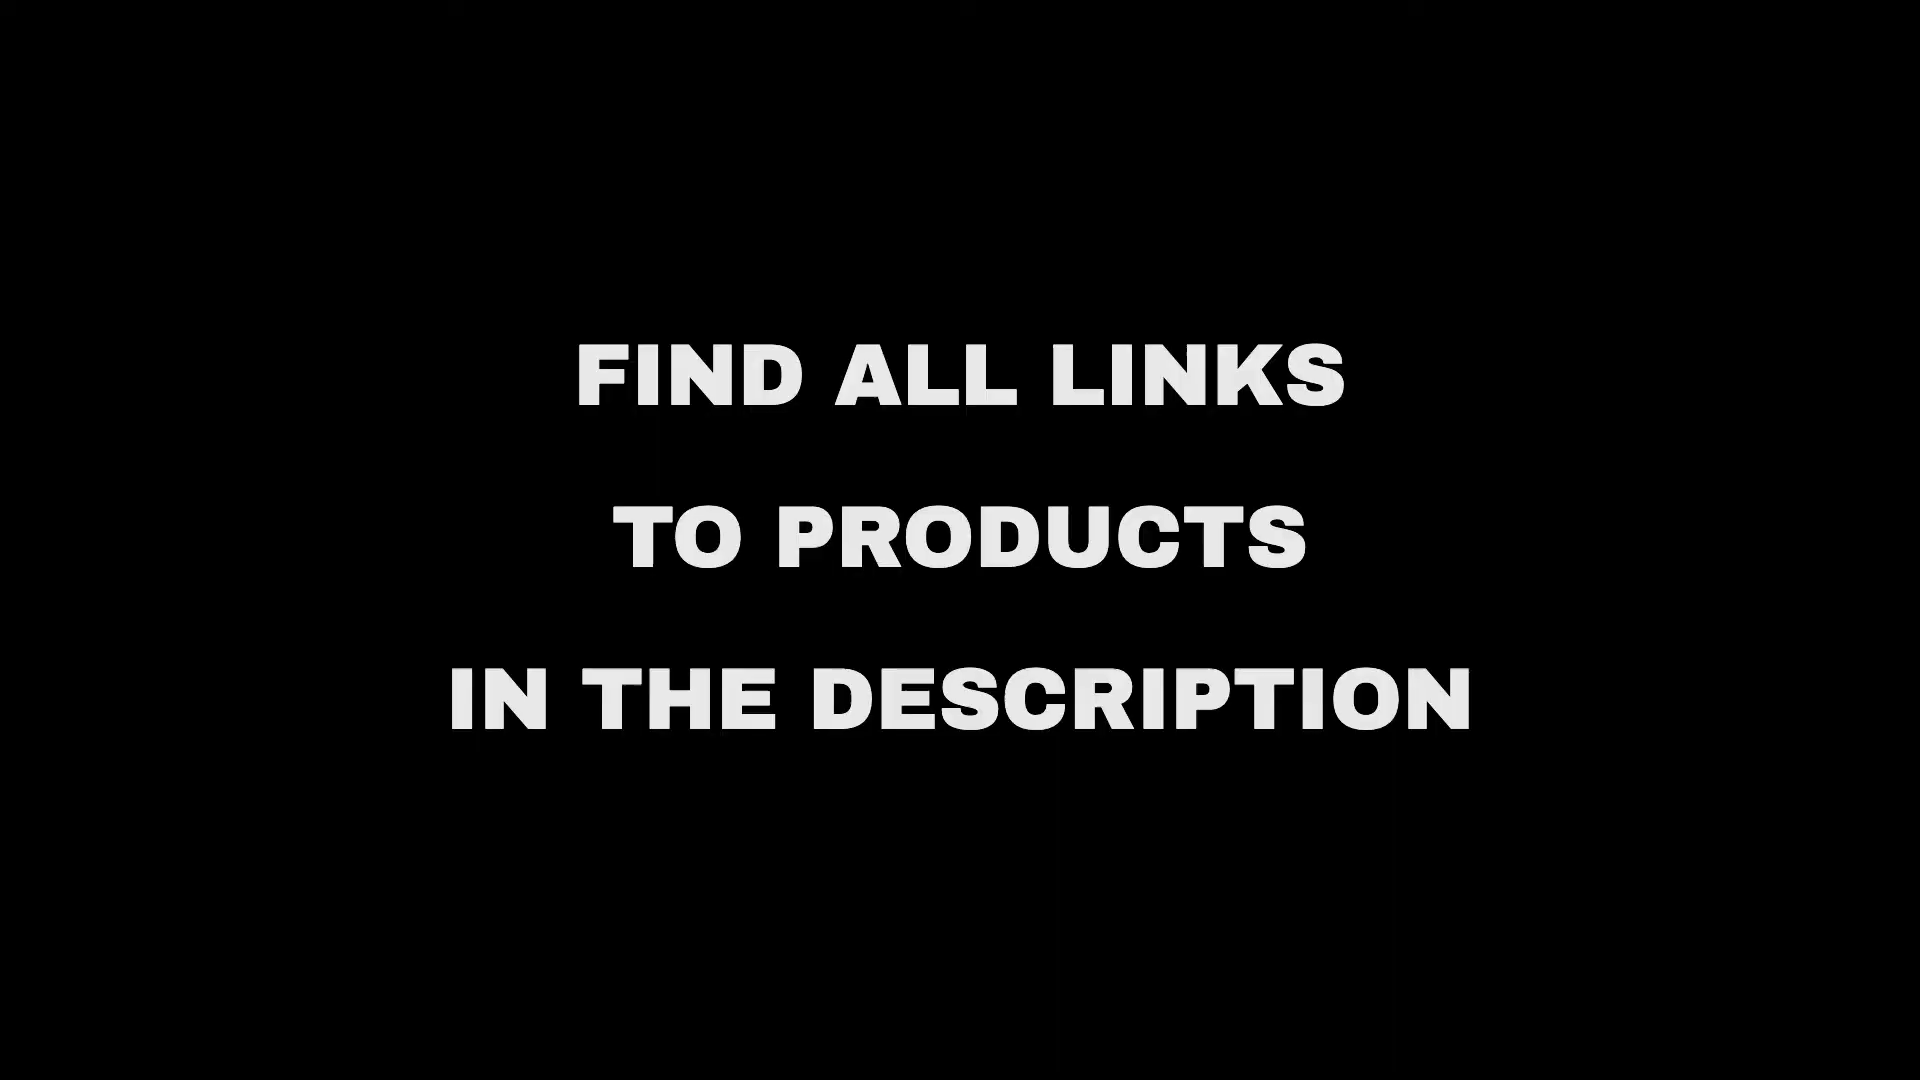 FIND ALL LINKS
TO PRODUCTS
IN THE DESCRIPTION